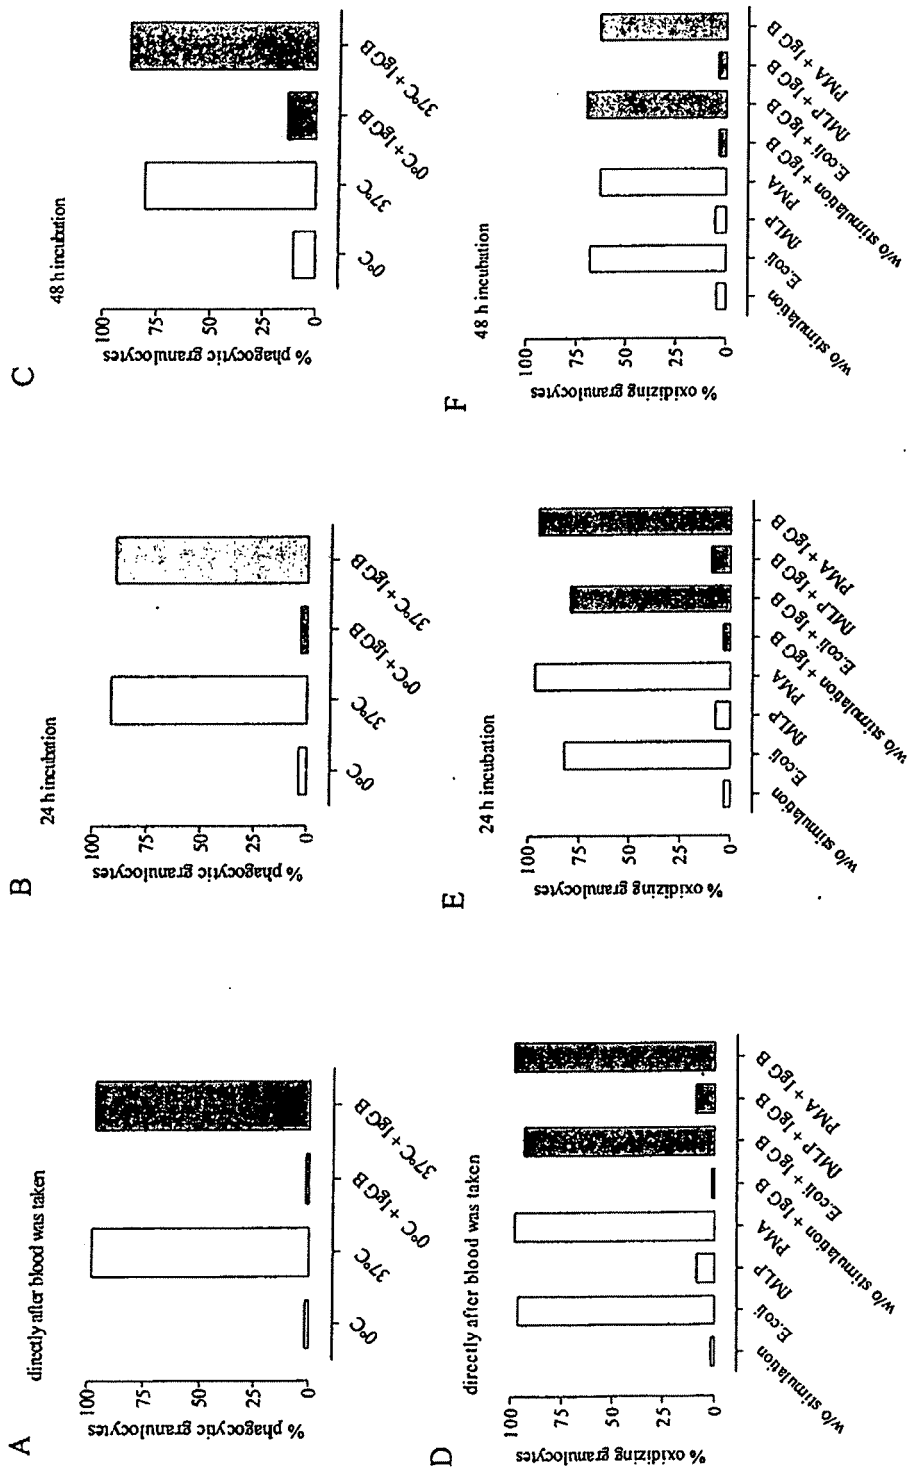 A
directly after blood was taken
% phagocytic granulocytes
100
75
50
25
0
0°C
37°C
0°C + IgG B
37°C + IgG B
B
24 h incubation
% phagocytic granulocytes
100
75
50
25
0
0°C
37°C
0°C + IgG B
37°C + IgG B
C
48 h incubation
% phagocytic granulocytes
100
75
50
25
0
0°C
37°C
0°C + IgG B
37°C + IgG B
D
directly after blood was taken
% oxidizing granulocytes
100
75
50
25
0
w/o stimulation
E.coli
fMLP
PMA
w/o stimulation + IgG B
E.coli + IgG B
fMLP + IgG B
PMA + IgG B
E
24 h incubation
% oxidizing granulocytes
100
75
50
25
0
w/o stimulation
E.coli
fMLP
PMA
w/o stimulation + IgG B
E.coli + IgG B
fMLP + IgG B
PMA + IgG B
F
48 h incubation
% oxidizing granulocytes
100
75
50
25
0
w/o stimulation
E.coli
fMLP
PMA
w/o stimulation + IgG B
E.coli + IgG B
fMLP + IgG B
PMA + IgG B